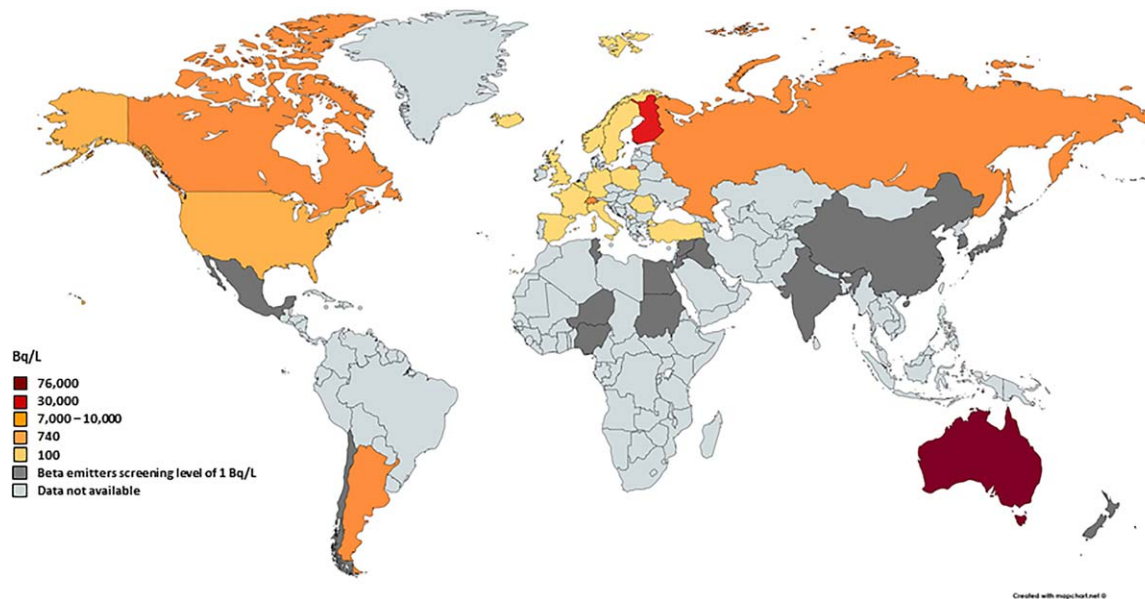 Bq/L
76,000
30,000
7,000 – 10,000
740
100
Beta emitters screening level of 1 Bq/L
Data not available
Created with mapchart.net ©